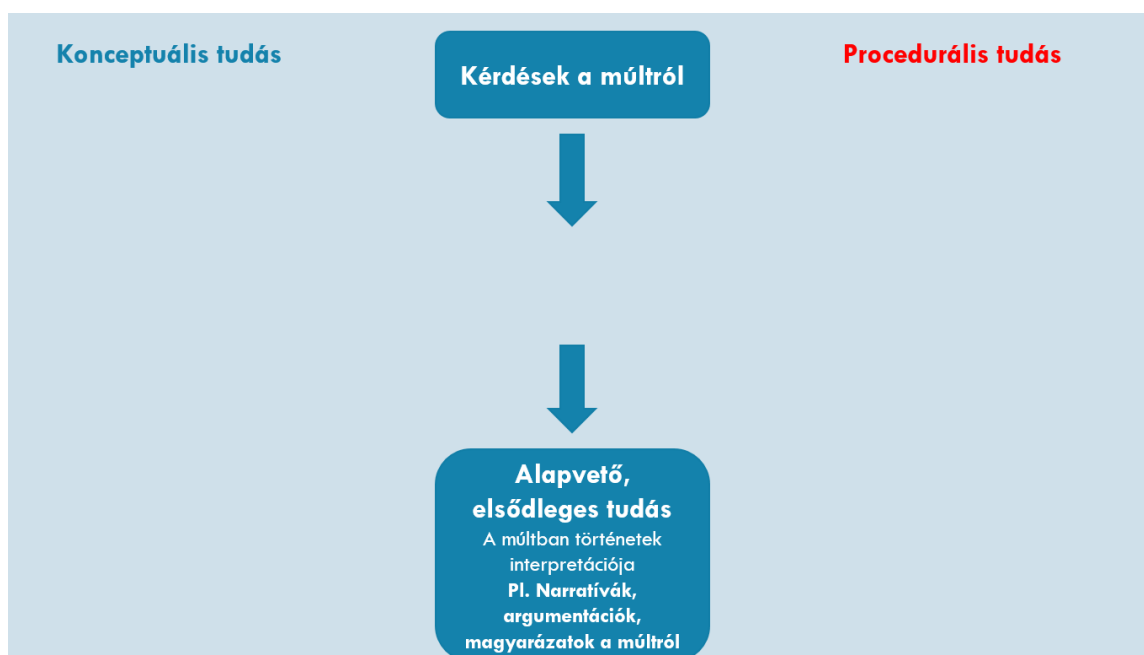 Konceptuális tudás
Kérdések a múltról
Procedurális tudás
Alapvető,
elsődleges tudás
A múltban történetek
interpretációja
Pl. Narratívák,
argumentációk,
magyarázatok a múltról